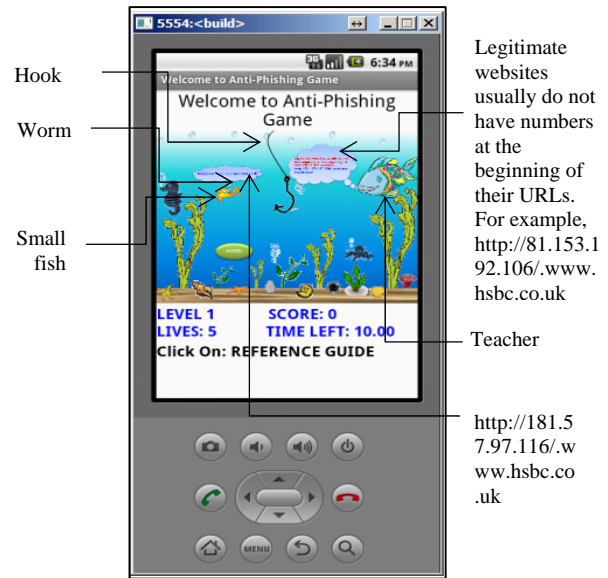 5554:<build>
3G 6:34 PM
Welcome to Anti-Phishing Game
Welcome to Anti-Phishing
Game
LEVEL 1 SCORE: 0
LIVES: 5 TIME LEFT: 10.00
Click On: REFERENCE GUIDE
MENU
Hook
Worm
Small
fish
Legitimate
websites
usually do not
have numbers
at the
beginning of
their URLs.
For example,
http://81.153.1
92.106/.www.
hsbc.co.uk
Teacher
http://181.5
7.97.116/.w
ww.hsbc.co
.uk